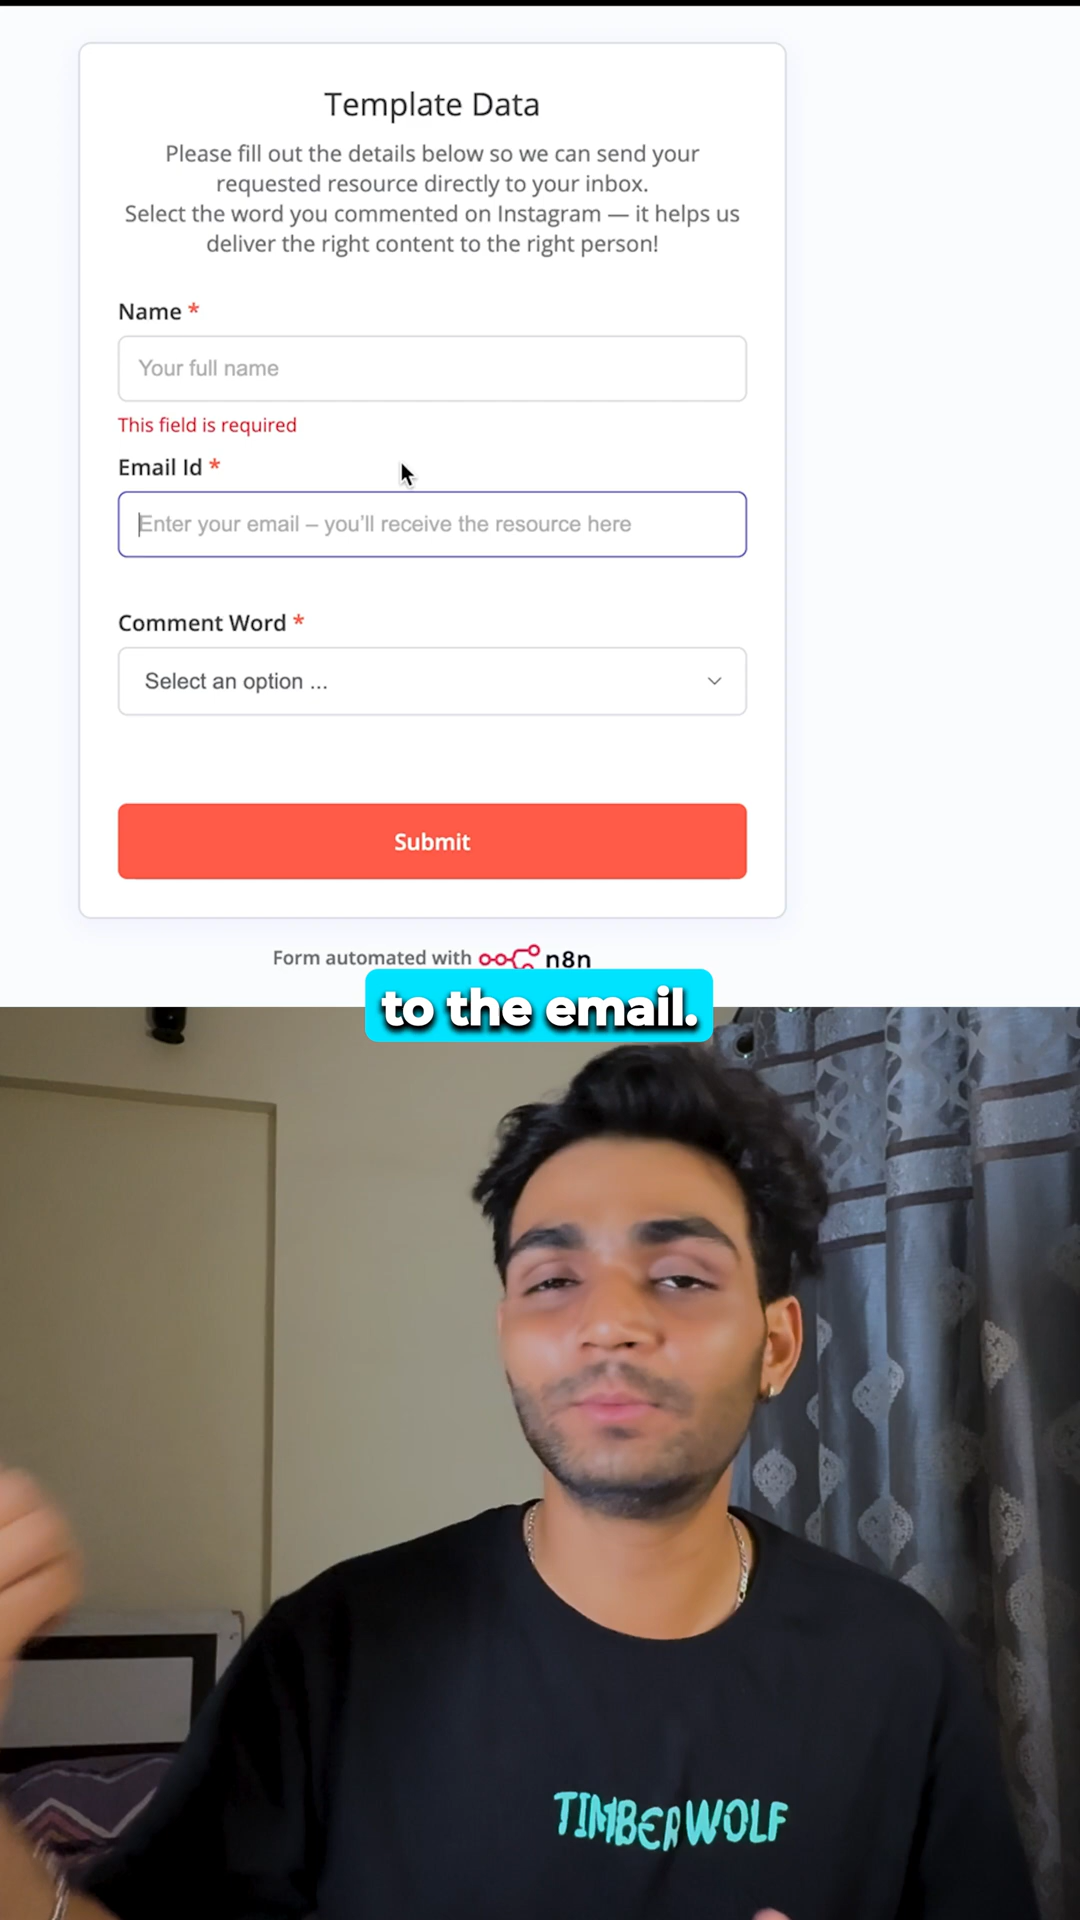 Template Data
Please fill out the details below so we can send your
requested resource directly to your inbox.
Select the word you commented on Instagram — it helps us
deliver the right content to the right person!
Name *
Your full name
This field is required
Email Id *
Enter your email – you'll receive the resource here
Comment Word *
Select an option ...
Submit
Form automated with n8n
to the email.
TIMBERWOLF